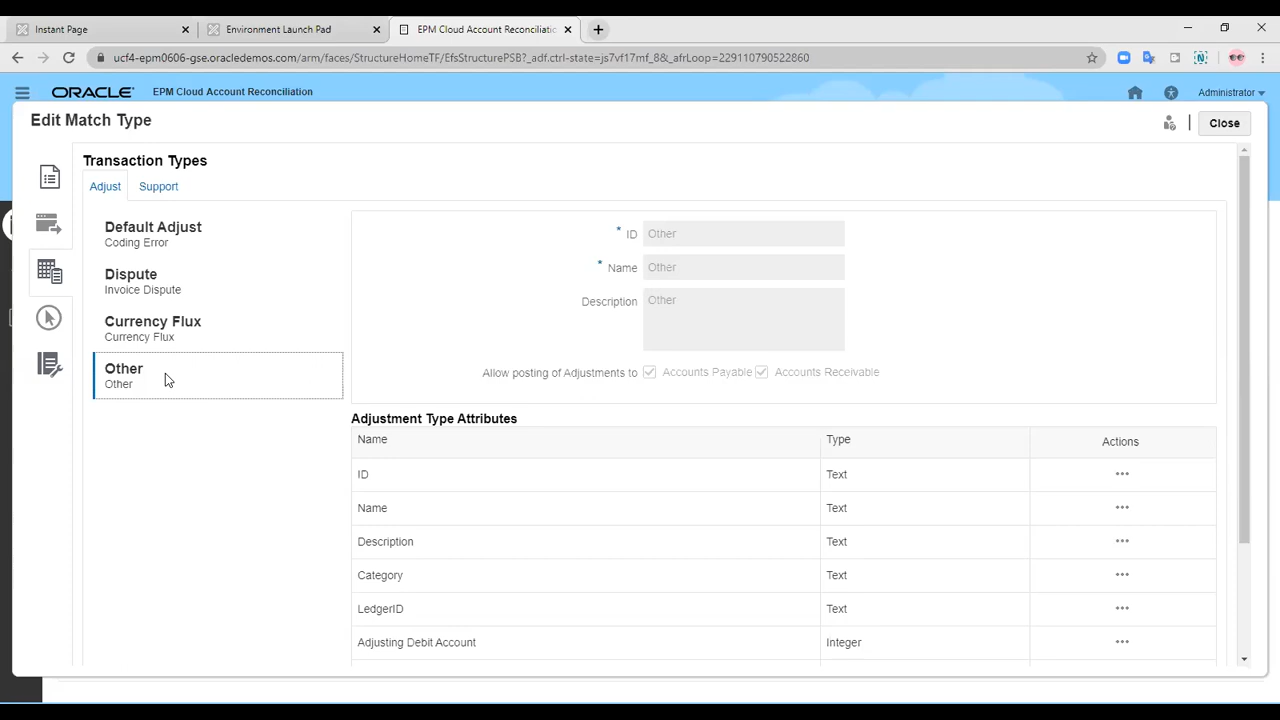 Instant Page
Environment Launch Pad
EPM Cloud Account Reconciliatio
ucf4-epm0606-gse.oracledemos.com/arm/faces/StructureHomeTF/EfsStructurePSB?_adf.ctrl-state=js7vf17mf_8&_afrLoop=229110790522860
ORACLE
EPM Cloud Account Reconciliation
Administrator
Edit Match Type
Close
Transaction Types
Adjust
Support
Default Adjust
Coding Error
Dispute
Invoice Dispute
Currency Flux
Currency Flux
Other
Other
* ID
Other
* Name
Other
Description
Other
Allow posting of Adjustments to Accounts Payable Accounts Receivable
Adjustment Type Attributes
Name Type Actions
ID Text
Name Text
Description Text
Category Text
LedgerID Text
Adjusting Debit Account Integer